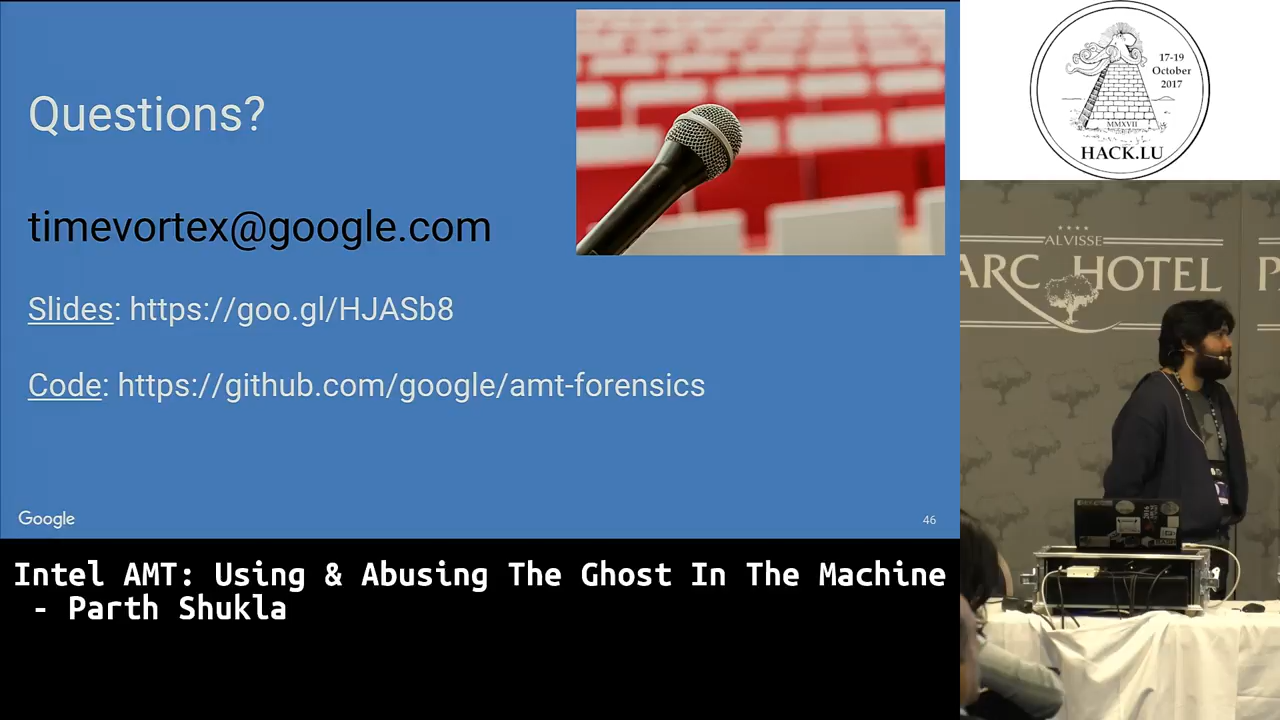 Questions?
timevortex@google.com
Slides: https://goo.gl/HJASb8
Code: https://github.com/google/amt-forensics
Google
46
Intel AMT: Using & Abusing The Ghost In The Machine
- Parth Shukla
17-19
October
2017
MMXVII
HACK.LU
ALVISSE
ARC HOTEL
P